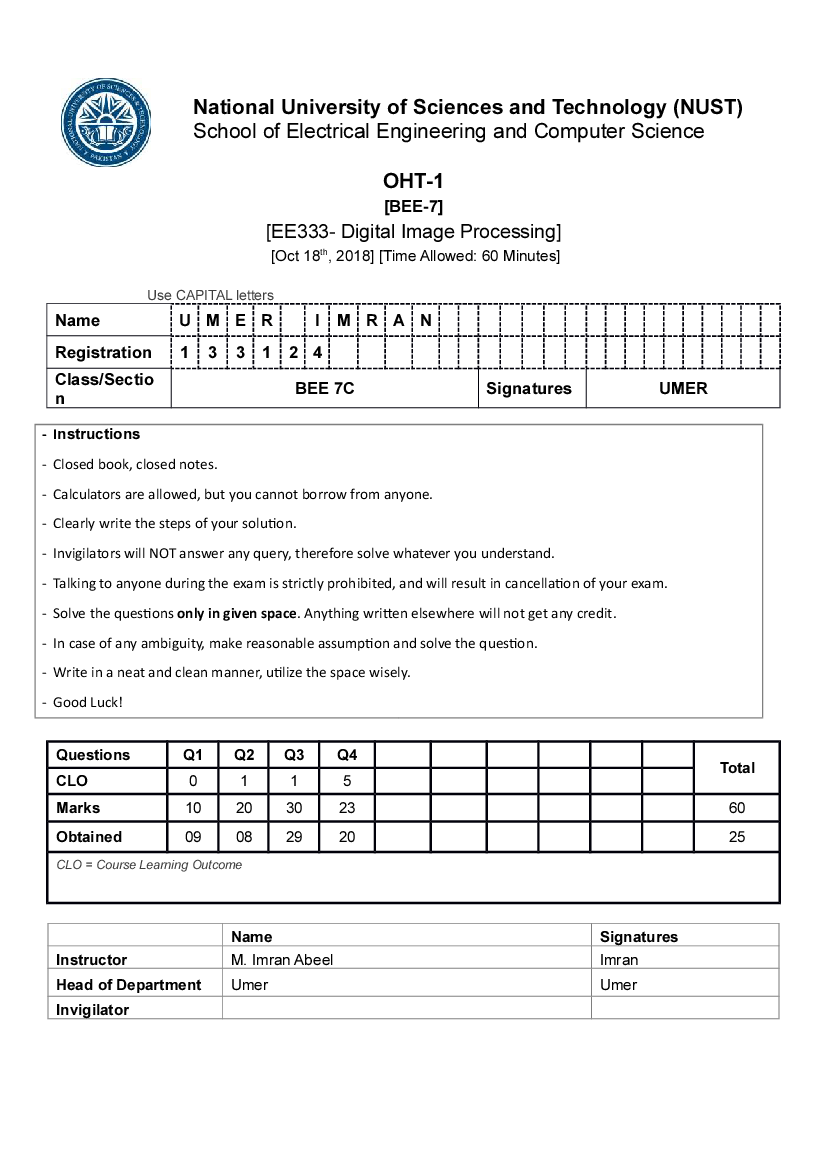 National University of Sciences and Technology (NUST)
School of Electrical Engineering and Computer Science
OHT-1
[BEE-7]
[EE333- Digital Image Processing]
[Oct 18th, 2018] [Time Allowed: 60 Minutes]
Use CAPITAL letters
Name U M E R I M R A N
Registration 1 3 3 1 2 4
Class/Sectio
n BEE 7C Signatures UMER
- Instructions
- Closed book, closed notes.
- Calculators are allowed, but you cannot borrow from anyone.
- Clearly write the steps of your solution.
- Invigilators will NOT answer any query, therefore solve whatever you understand.
- Talking to anyone during the exam is strictly prohibited, and will result in cancellation of your exam.
- Solve the questions only in given space. Anything written elsewhere will not get any credit.
- In case of any ambiguity, make reasonable assumption and solve the question.
- Write in a neat and clean manner, utilize the space wisely.
- Good Luck!
Questions Q1 Q2 Q3 Q4 Total
CLO 0 1 1 5
Marks 10 20 30 23 60
Obtained 09 08 29 20 25
CLO = Course Learning Outcome
Name Signatures
Instructor M. Imran Abeel Imran
Head of Department Umer Umer
Invigilator